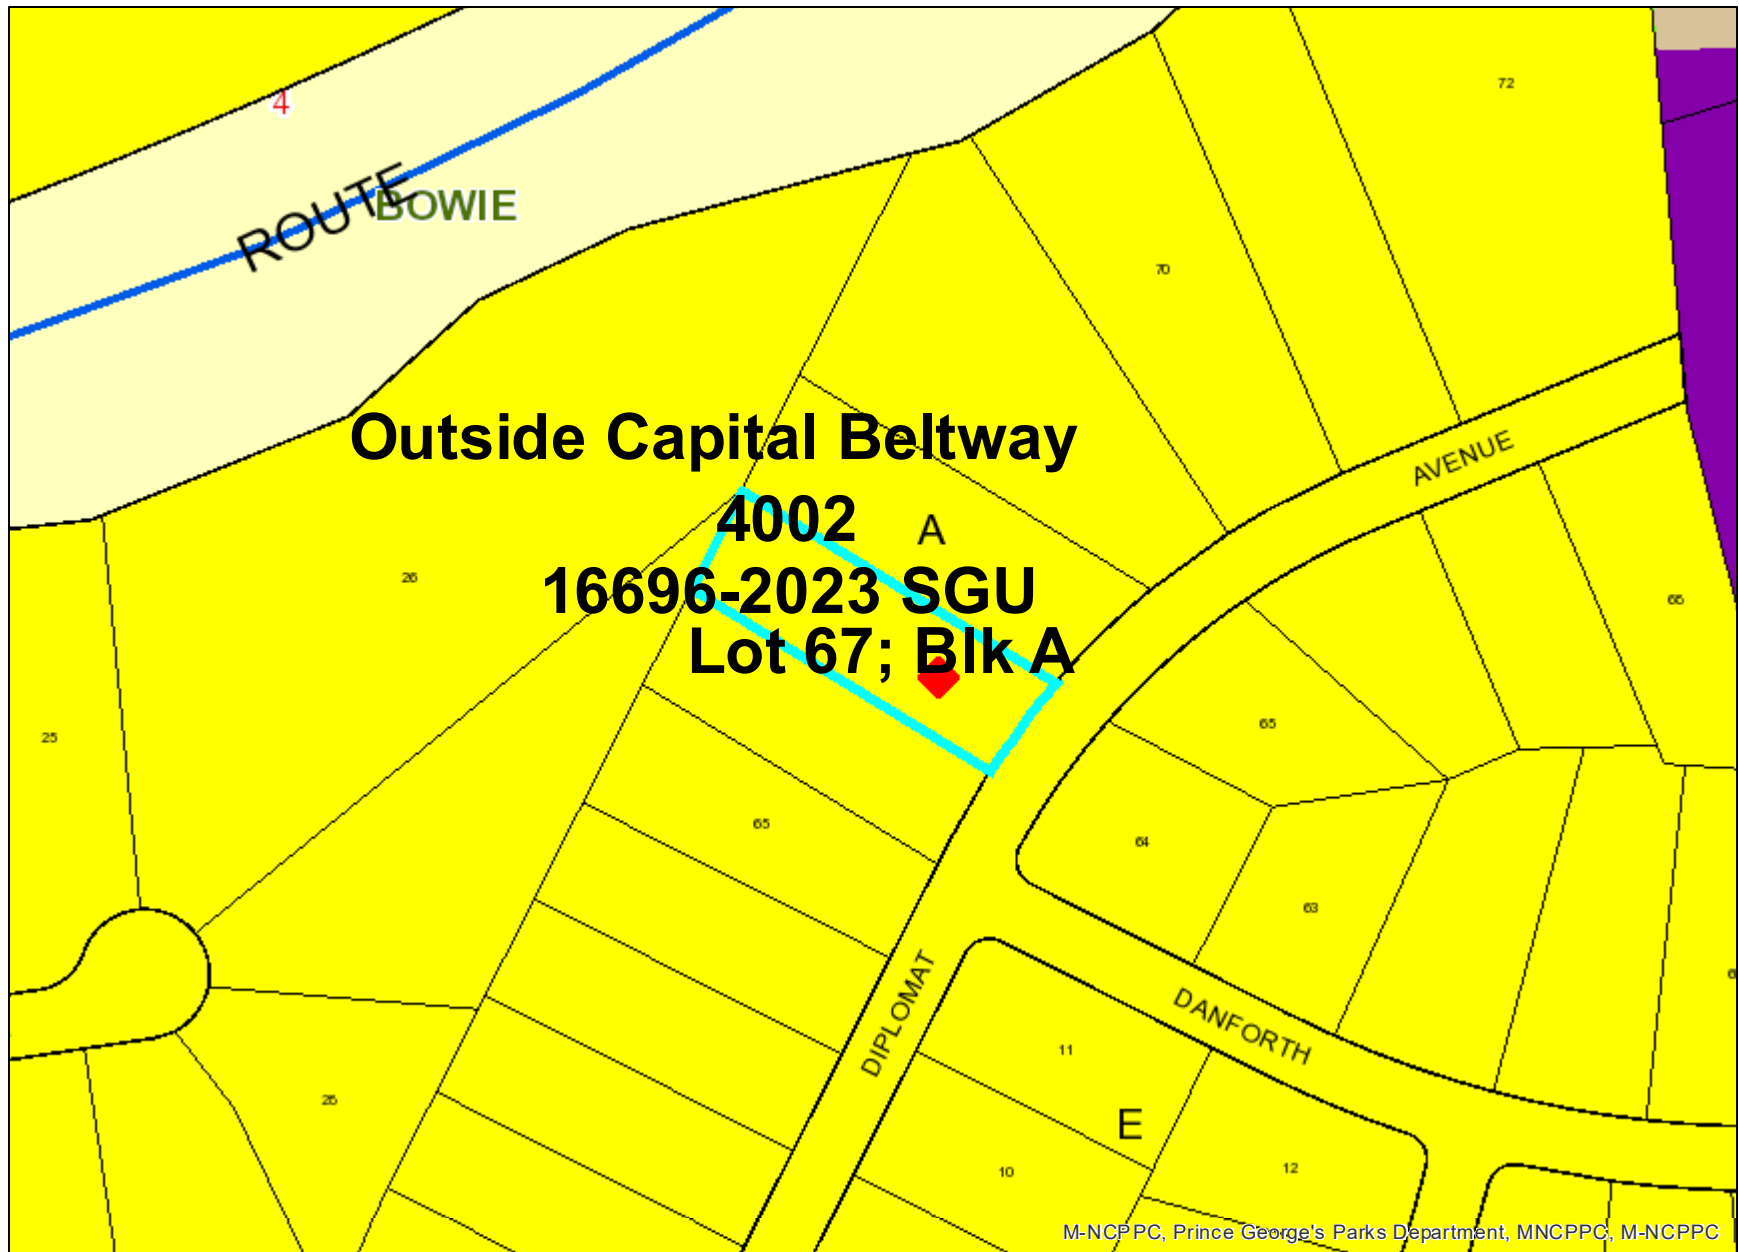 72
4
ROUTE
BOWIE
70
Outside Capital Beltway
AVENUE
4002
A
26
16696-2023 SGU
66
Lot 67; Blk A
65
25
65
64
63
DIPLOMAT
DANFORTH
11
26
E
10
12
M-NCPPC, Prince George's Parks Department, MNCPPC, M-NCPPC